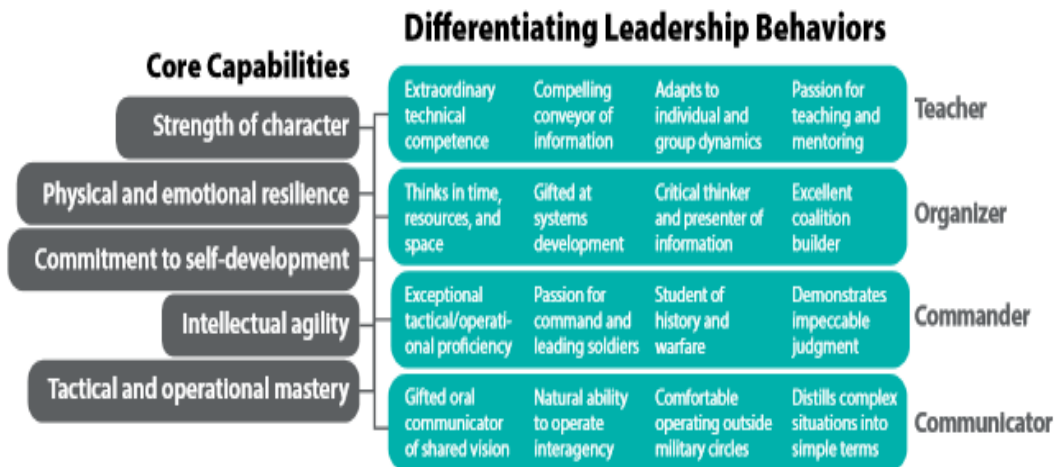 Differentiating Leadership Behaviors
Core Capabilities
Strength of character
Physical and emotional resilience
Commitment to self-development
Intellectual agility
Tactical and operational mastery
Extraordinary
technical
competence
Compelling
conveyor of
information
Adapts to
individual and
group dynamics
Passion for
teaching and
mentoring
Teacher
Thinks in time,
resources, and
space
Gifted at
systems
development
Critical thinker
and presenter of
information
Excellent
coalition
builder
Organizer
Exceptional
tactical/operati-
onal proficiency
Passion for
command and
leading soldiers
Student of
history and
warfare
Demonstrates
impeccable
judgment
Commander
Gifted oral
communicator
of shared vision
Natural ability
to operate
interagency
Comfortable
operating outside
military circles
Distills complex
situations into
simple terms
Communicator